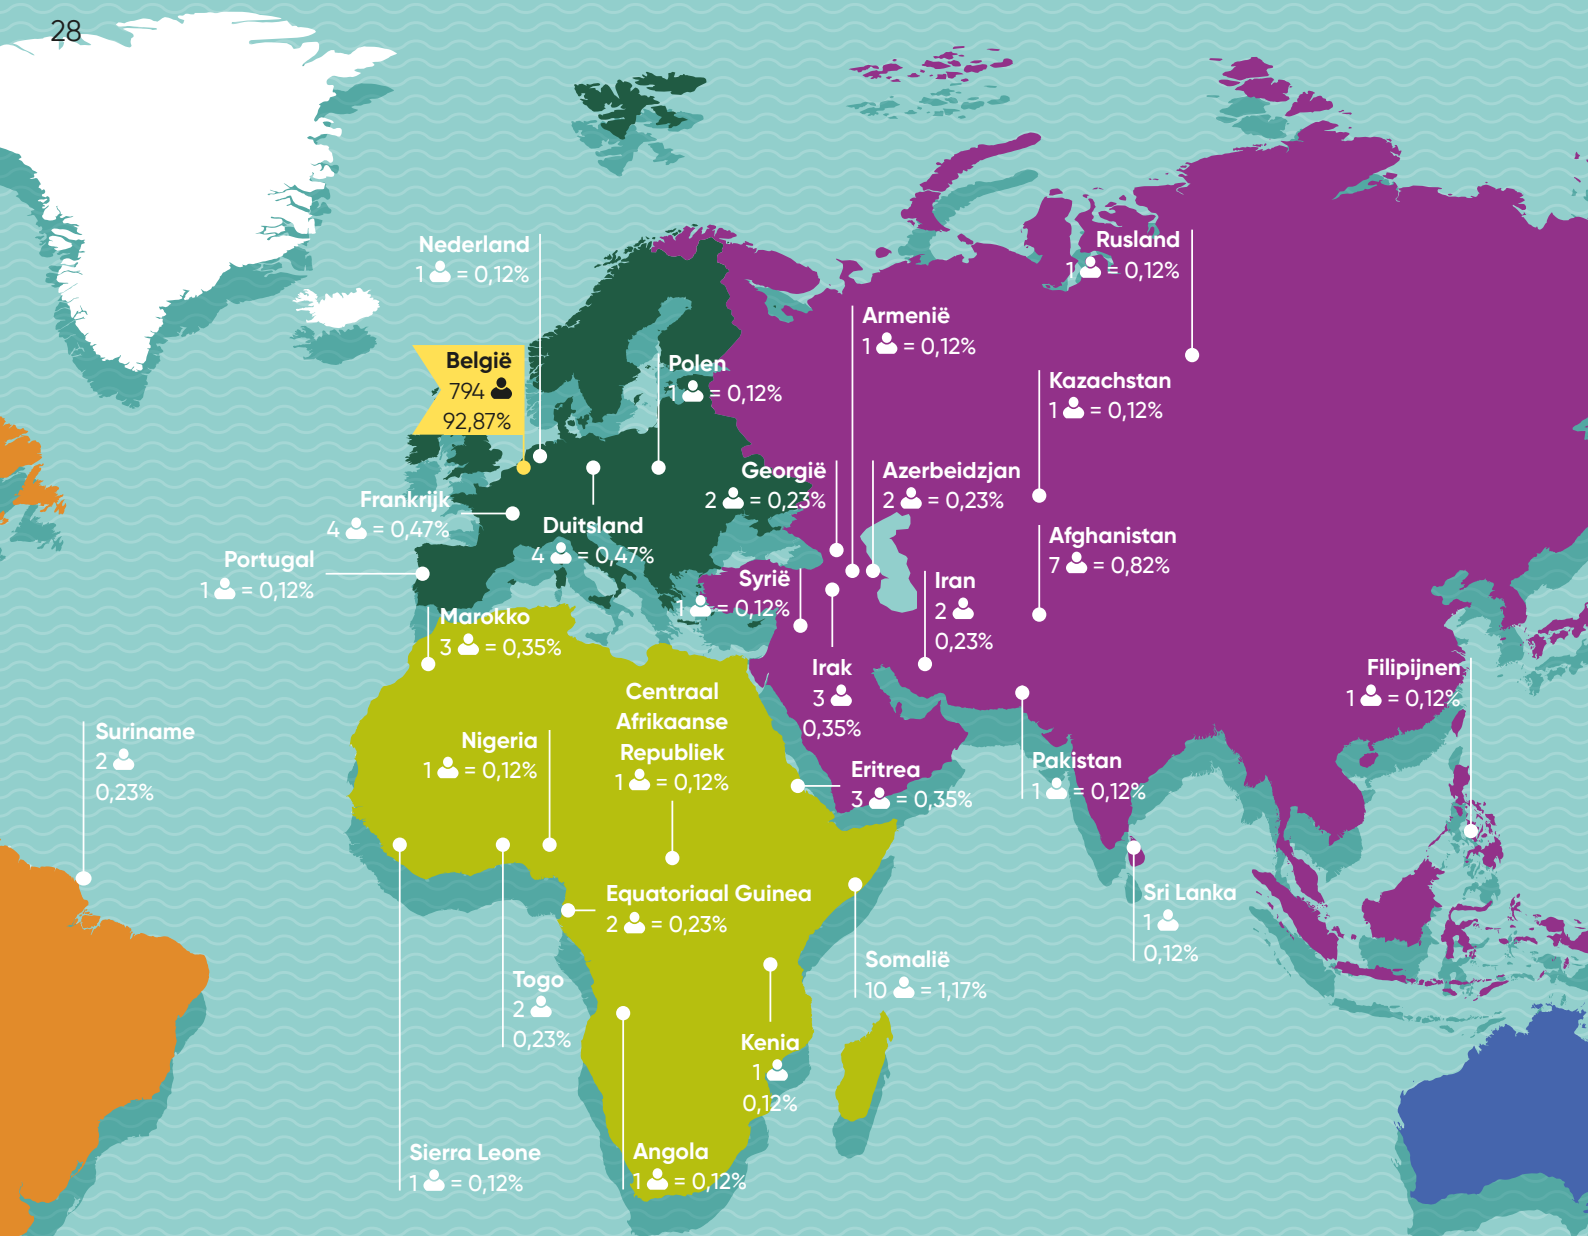 28
Nederland
1 = 0,12%
Rusland
1 = 0,12%
Armenië
1 = 0,12%
België
794
92,87%
Polen
1 = 0,12%
Kazachstan
1 = 0,12%
Georgië
2 = 0,23%
Azerbeidzjan
2 = 0,23%
Frankrijk
4 = 0,47%
Duitsland
4 = 0,47%
Afghanistan
7 = 0,82%
Portugal
1 = 0,12%
Syrië
1 = 0,12%
Iran
2
0,23%
Marokko
3 = 0,35%
Irak
3
0,35%
Filipijnen
1 = 0,12%
Centraal
Afrikaanse
Republiek
1 = 0,12%
Suriname
2
0,23%
Nigeria
1 = 0,12%
Eritrea
3 = 0,35%
Pakistan
1 = 0,12%
Equatoriaal Guinea
2 = 0,23%
Sri Lanka
1
0,12%
Somalië
10 = 1,17%
Togo
2
0,23%
Kenia
1
0,12%
Sierra Leone
1 = 0,12%
Angola
1 = 0,12%